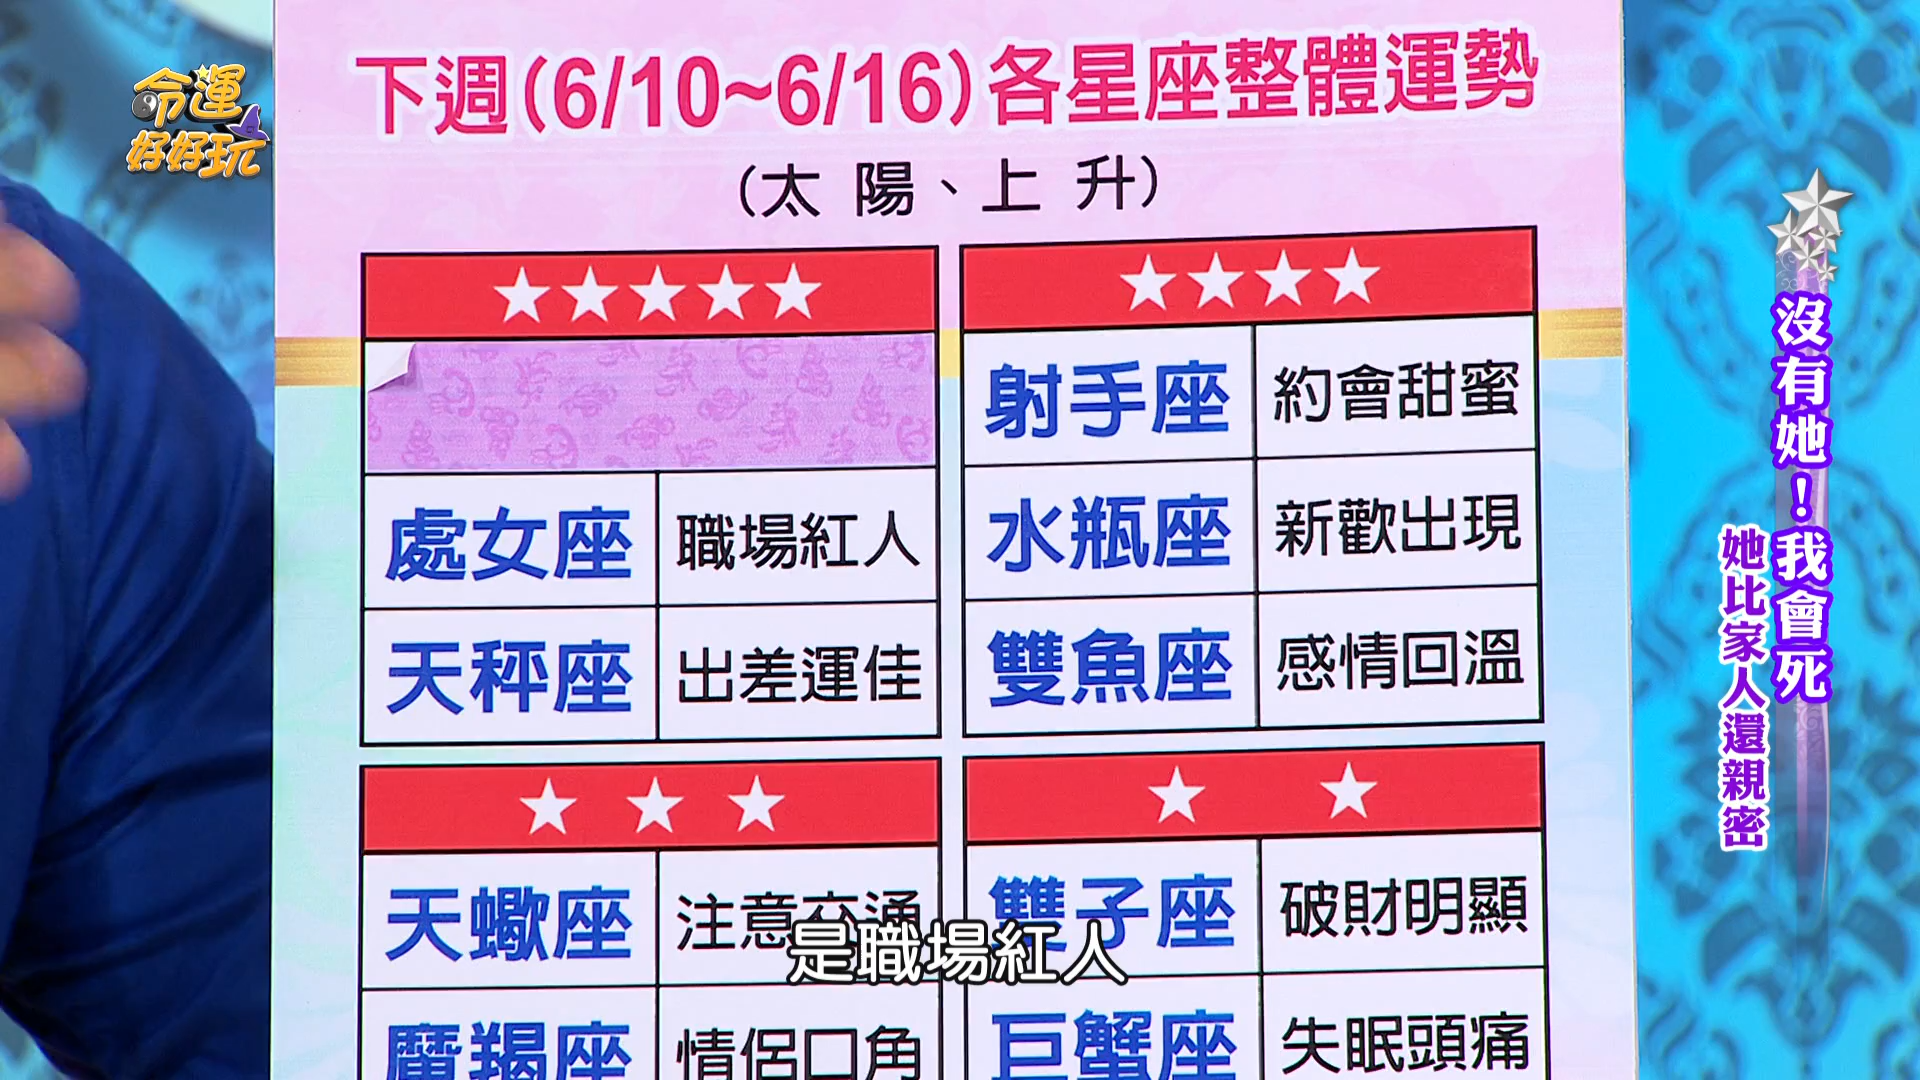 命運
好好玩
下週(6/10~6/16)各星座整體運勢
(太陽、上升)
★★★★★
處女座 職場紅人
天秤座 出差運佳
★★★★
射手座 約會甜蜜
水瓶座 新歡出現
雙魚座 感情回溫
★★★
天蠍座 注意交通
魔羯座 情侶口角
★★
雙子座 破財明顯
巨蟹座 失眠頭痛
沒有她!我會死
她比家人還親密
是職場紅人